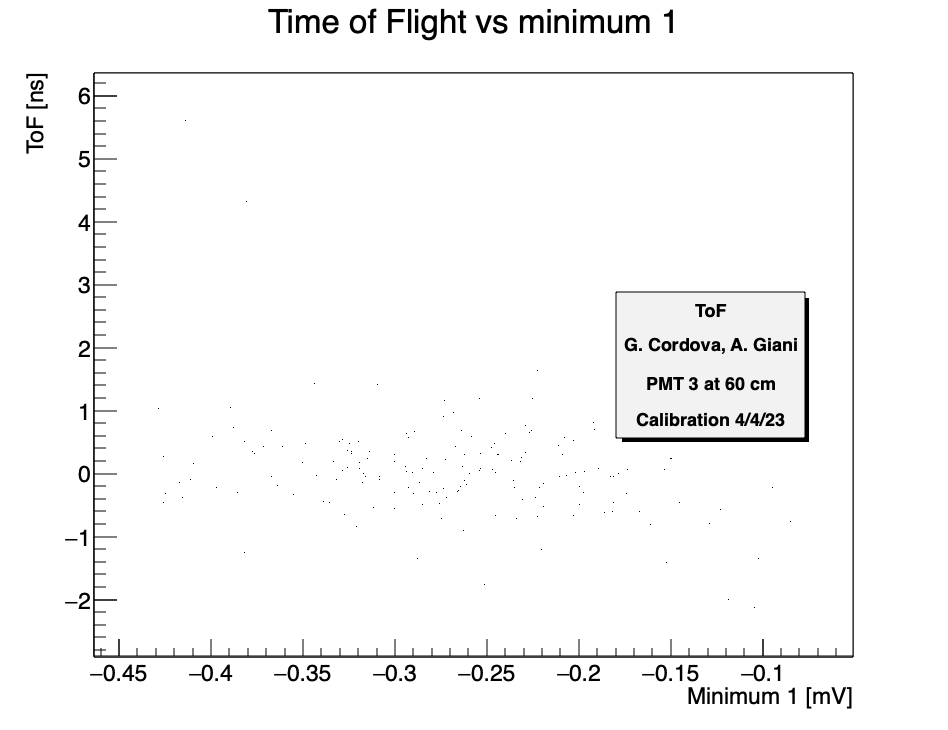 Time of Flight vs minimum 1
ToF [ns]
6
5
4
3
2
1
0
−1
−2
ToF
G. Cordova, A. Giani
PMT 3 at 60 cm
Calibration 4/4/23
−0.45 −0.4 −0.35 −0.3 −0.25 −0.2 −0.15 −0.1
Minimum 1 [mV]